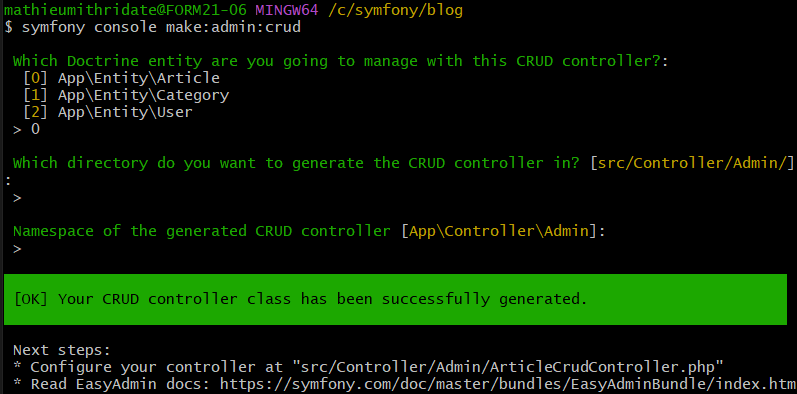 mathieumithridate@FORM21-06 MINGW64 /c/symfony/blog
$ symfony console make:admin:crud
Which Doctrine entity are you going to manage with this CRUD controller?:
[0] App\Entity\Article
[1] App\Entity\Category
[2] App\Entity\User
> 0
Which directory do you want to generate the CRUD controller in? [src/Controller/Admin/]
:
>
Namespace of the generated CRUD controller [App\Controller\Admin]:
>
[OK] Your CRUD controller class has been successfully generated.
Next steps:
* Configure your controller at "src/Controller/Admin/ArticleCrudController.php"
* Read EasyAdmin docs: https://symfony.com/doc/master/bundles/EasyAdminBundle/index.htm